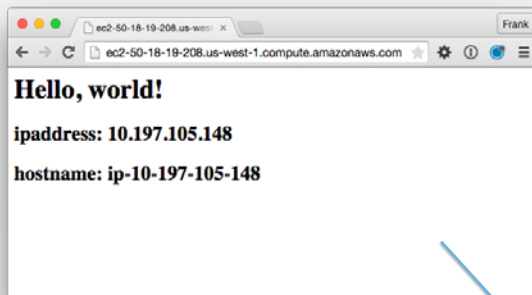 ec2-50-18-19-208.us-west
Frank
ec2-50-18-19-208.us-west-1.compute.amazonaws.com
Hello, world!
ipaddress: 10.197.105.148
hostname: ip-10-197-105-148